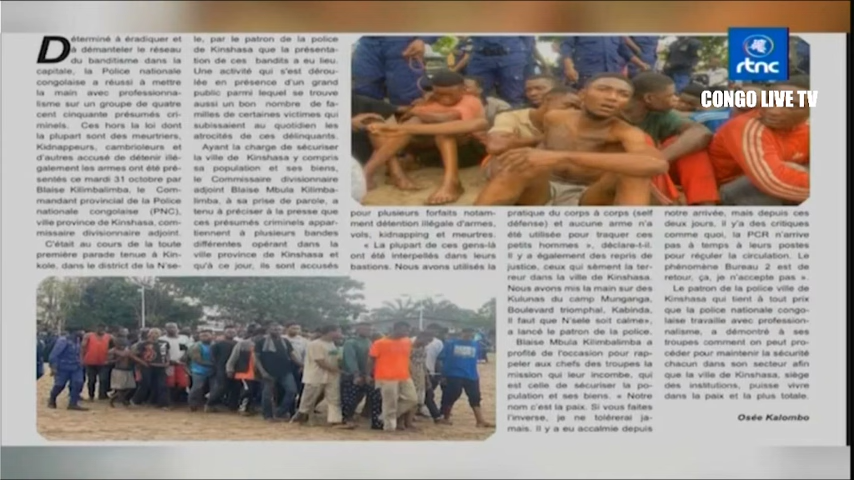 Déterminé à éradiquer et
à démanteler le réseau
du banditisme dans la
capitale, la Police nationale
congolaise a réussi à mettre
la main avec professionna-
lisme sur un groupe de quatre
cent cinquante présumés cri-
minels. Ces hors la loi dont
la plupart sont des meurtriers,
Kidnappeurs, cambrioleurs et
d'autres accusé de détenir illé-
galement les armes ont été pré-
sentés ce mardi 31 octobre par
Blaise Kilimbalimba, le Com-
mandant provincial de la Police
nationale congolaise (PNC),
ville province de Kinshasa, com-
missaire divisionnaire adjoint.
C'était au cours de la toute
première parade tenue à Kin-
kole, dans le district de la N'se-
le, par le patron de la police
de Kinshasa que la présenta-
tion de ces bandits a eu lieu.
Une activité qui s'est dérou-
lée en présence d'un grand
public parmi lequel se trouve
aussi un bon nombre de fa-
milles de certaines victimes qui
subissaient au quotidien les
atrocités de ces délinquants.
Ayant la charge de sécuriser
la ville de Kinshasa y compris
sa population et ses biens,
le Commissaire divisionnaire
adjoint Blaise Mbula Kilimba-
limba, à sa prise de parole, a
tenu à préciser à la presse que
ces présumés criminels appar-
tiennent à plusieurs bandes
différentes opérant dans la
ville province de Kinshasa et
qu'à ce jour, ils sont accusés
pour plusieurs forfaits notam-
ment détention illégale d'armes,
vols, kidnapping et meurtres.
« La plupart de ces gens-là
ont été interpellés dans leurs
bastions. Nous avons utilisés la
pratique du corps à corps (self
défense) et aucune arme n'a
été utilisée pour traquer ces
petits hommes », déclare-t-il.
Il y a également des repris de
justice, ceux qui sèment la ter-
reur dans la ville de Kinshasa.
Nous avons mis la main sur des
Kulunas du camp Munganga,
Boulevard triomphal, Kabinda,
Il faut que N'sele soit calme»,
a lancé le patron de la police.
Blaise Mbula Kilimbalimba a
profité de l'occasion pour rap-
peler aux chefs des troupes la
mission qui leur incombe, qui
est celle de sécuriser la po-
pulation et ses biens. « Notre
nom c'est la paix. Si vous faites
l'inverse, je ne tolérerai ja-
mais. Il y a eu accalmie depuis
notre arrivée, mais depuis ces
deux jours. Il y'a des critiques
comme quoi, la PCR n'arrive
pas à temps à leurs postes
pour réguler la circulation. Le
phénomène Bureau 2 est de
retour, ça, je n'accepte pas ».
Le patron de la police ville de
Kinshasa qui tient à tout prix
que la police nationale congo-
laise travaille avec profession-
nalisme, a démontré à ses
troupes comment on peut pro-
céder pour maintenir la sécurité
chacun dans son secteur afin
que la ville de Kinshasa, siège
des institutions, puisse vivre
dans la paix et la plus totale.
Osée Kalombo
rtnc
CONGO LIVE TV